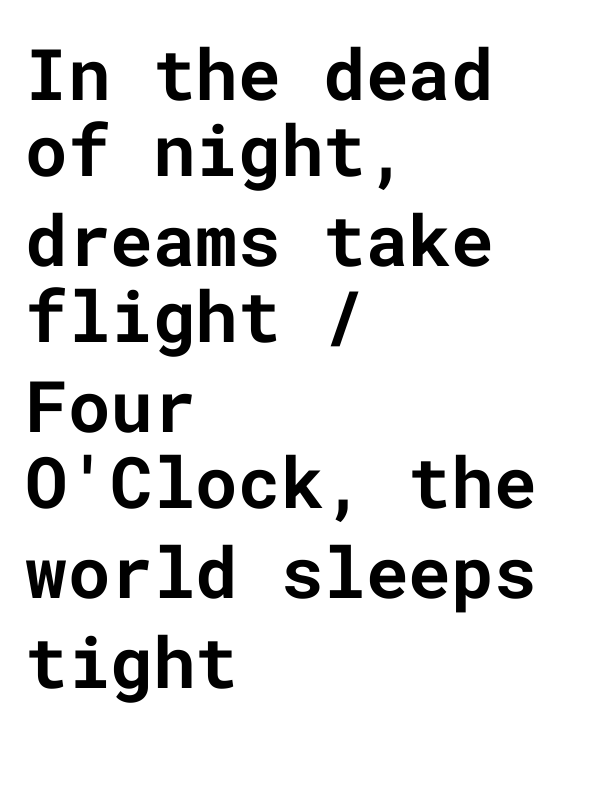 In the dead
of night,
dreams take
flight /
Four
O'Clock, the
world sleeps
tight